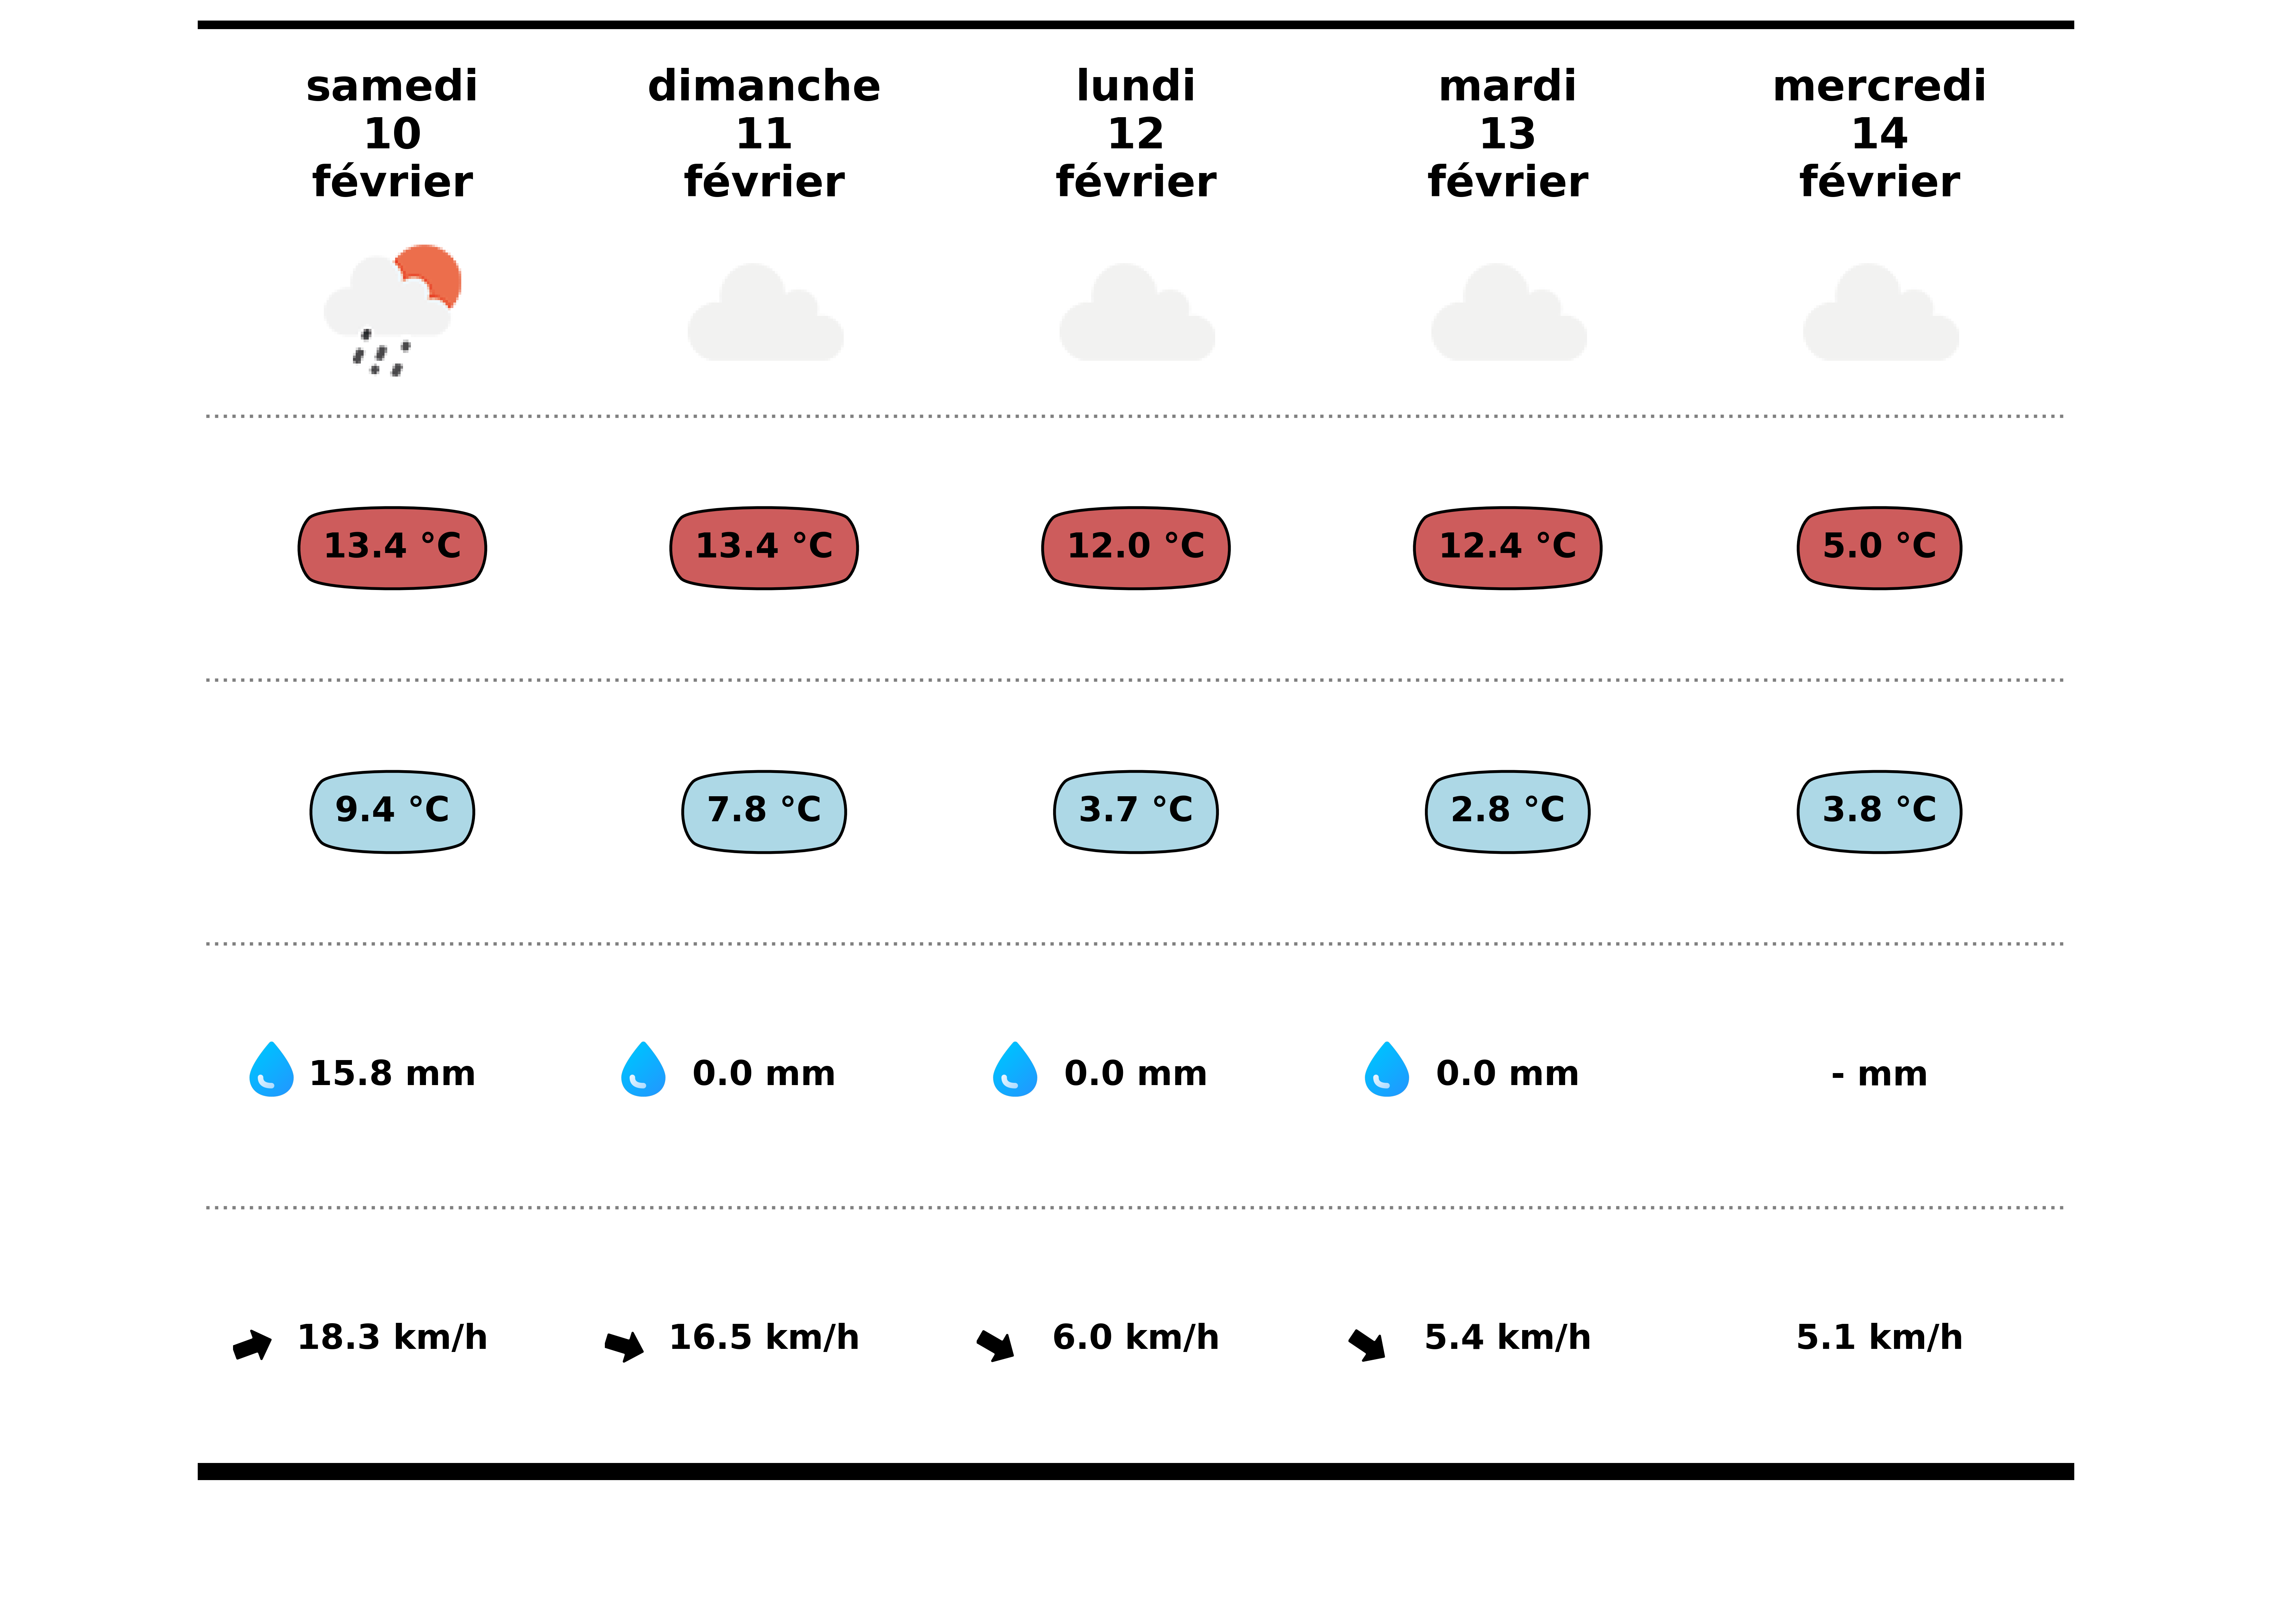 samedi dimanche lundi mardi mercredi
10 11 12 13 14
février février février février février
13.4 °C 13.4 °C 12.0 °C 12.4 °C 5.0 °C
9.4 °C 7.8 °C 3.7 °C 2.8 °C 3.8 °C
15.8 mm 0.0 mm 0.0 mm 0.0 mm - mm
18.3 km/h 16.5 km/h 6.0 km/h 5.4 km/h 5.1 km/h